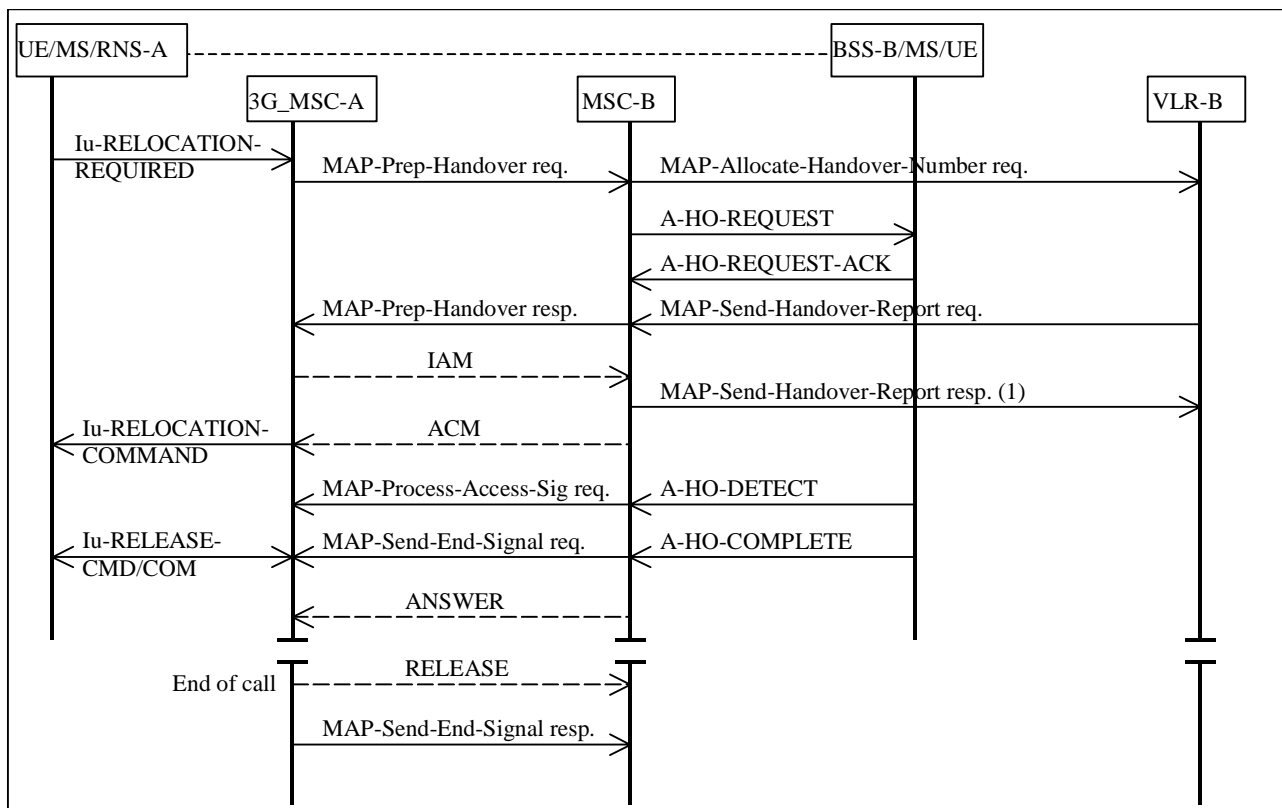 UE/MS/RNS-A
BSS-B/MS/UE
3G_MSC-A
MSC-B
VLR-B
Iu-RELOCATION-
REQUIRED
MAP-Prep-Handover req.
MAP-Allocate-Handover-Number req.
A-HO-REQUEST
A-HO-REQUEST-ACK
MAP-Prep-Handover resp.
MAP-Send-Handover-Report req.
IAM
MAP-Send-Handover-Report resp. (1)
Iu-RELOCATION-
COMMAND
ACM
MAP-Process-Access-Sig req.
A-HO-DETECT
Iu-RELEASE-
CMD/COM
MAP-Send-End-Signal req.
A-HO-COMPLETE
ANSWER
End of call
RELEASE
MAP-Send-End-Signal resp.